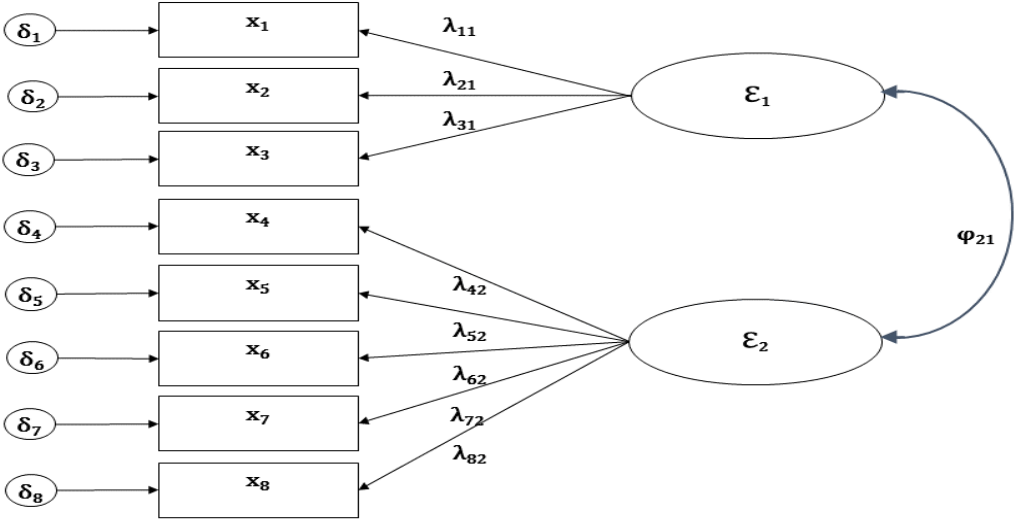 δ₁ x₁ λ₁₁
δ₂ x₂ λ₂₁ Ɛ₁
δ₃ x₃ λ₃₁
δ₄ x₄
φ₂₁
δ₅ x₅ λ₄₂
δ₆ x₆ λ₅₂ Ɛ₂
λ₆₂
δ₇ x₇ λ₇₂
λ₈₂
δ₈ x₈